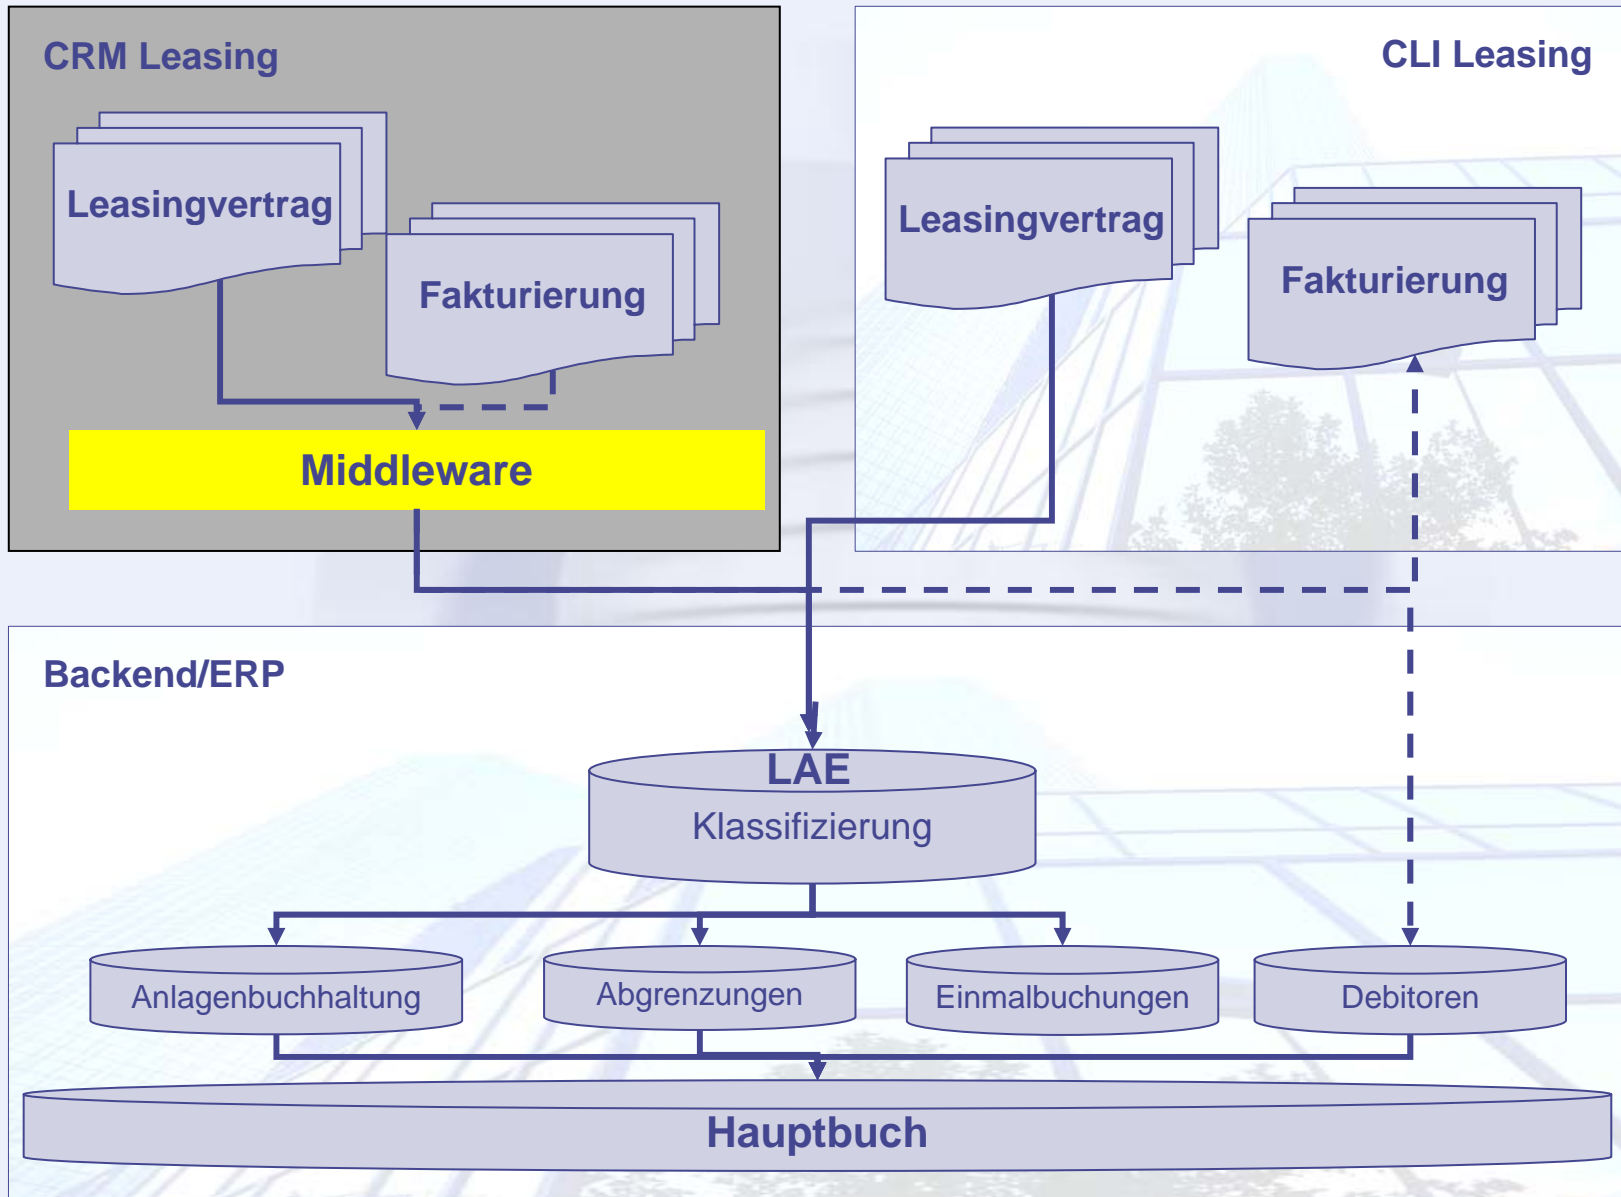 CRM Leasing
Leasingvertrag
Fakturierung
Middleware
CLI Leasing
Leasingvertrag
Fakturierung
Backend/ERP
LAE
Klassifizierung
Anlagenbuchhaltung
Abgrenzungen
Einmalbuchungen
Debitoren
Hauptbuch